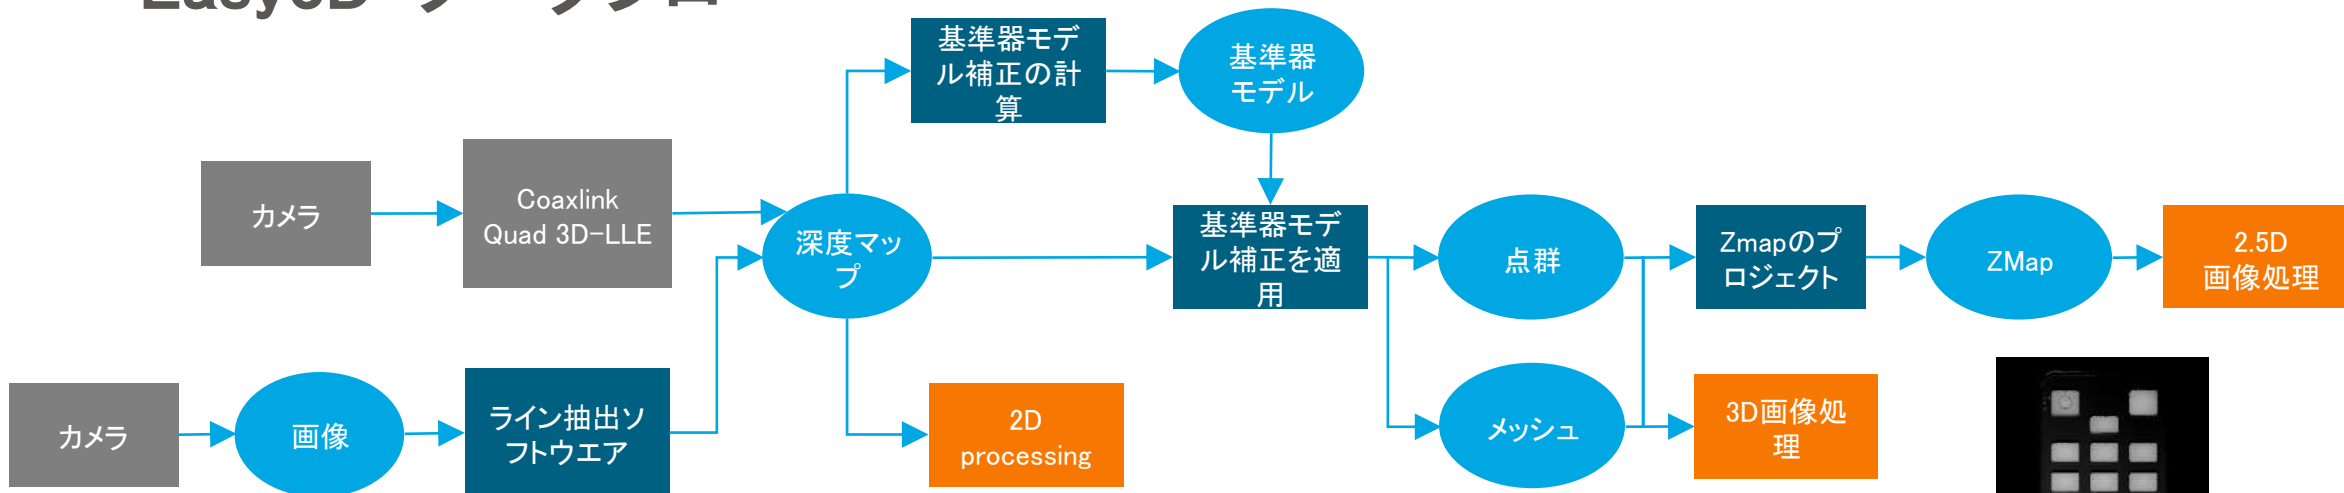 基準器モデ
ル補正の計
算
基準器
モデル
カメラ
Coaxlink
Quad 3D-LLE
深度マッ
プ
基準器モデ
ル補正を適
用
点群
Zmapのプ
ロジェクト
ZMap
2.5D
画像処理
カメラ
画像
ライン抽出ソ
フトウエア
2D
processing
メッシュ
3D画像処
理